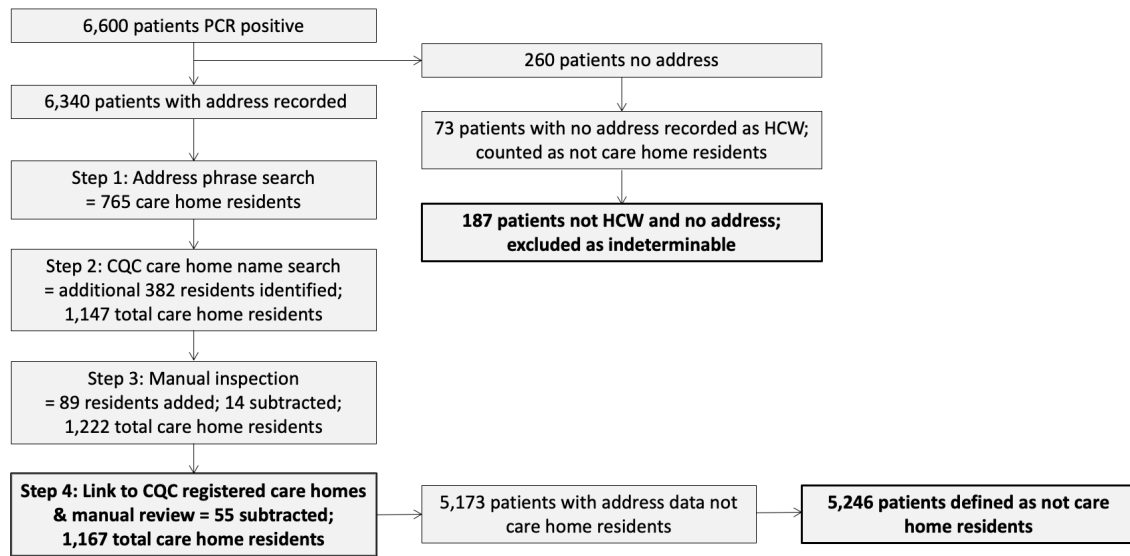 6,600 patients PCR positive
260 patients no address
6,340 patients with address recorded
73 patients with no address recorded as HCW;
counted as not care home residents
Step 1: Address phrase search
= 765 care home residents
187 patients not HCW and no address;
excluded as indeterminable
Step 2: CQC care home name search
= additional 382 residents identified;
1,147 total care home residents
Step 3: Manual inspection
= 89 residents added; 14 subtracted;
1,222 total care home residents
Step 4: Link to CQC registered care homes
& manual review = 55 subtracted;
1,167 total care home residents
5,173 patients with address data not
care home residents
5,246 patients defined as not care
home residents